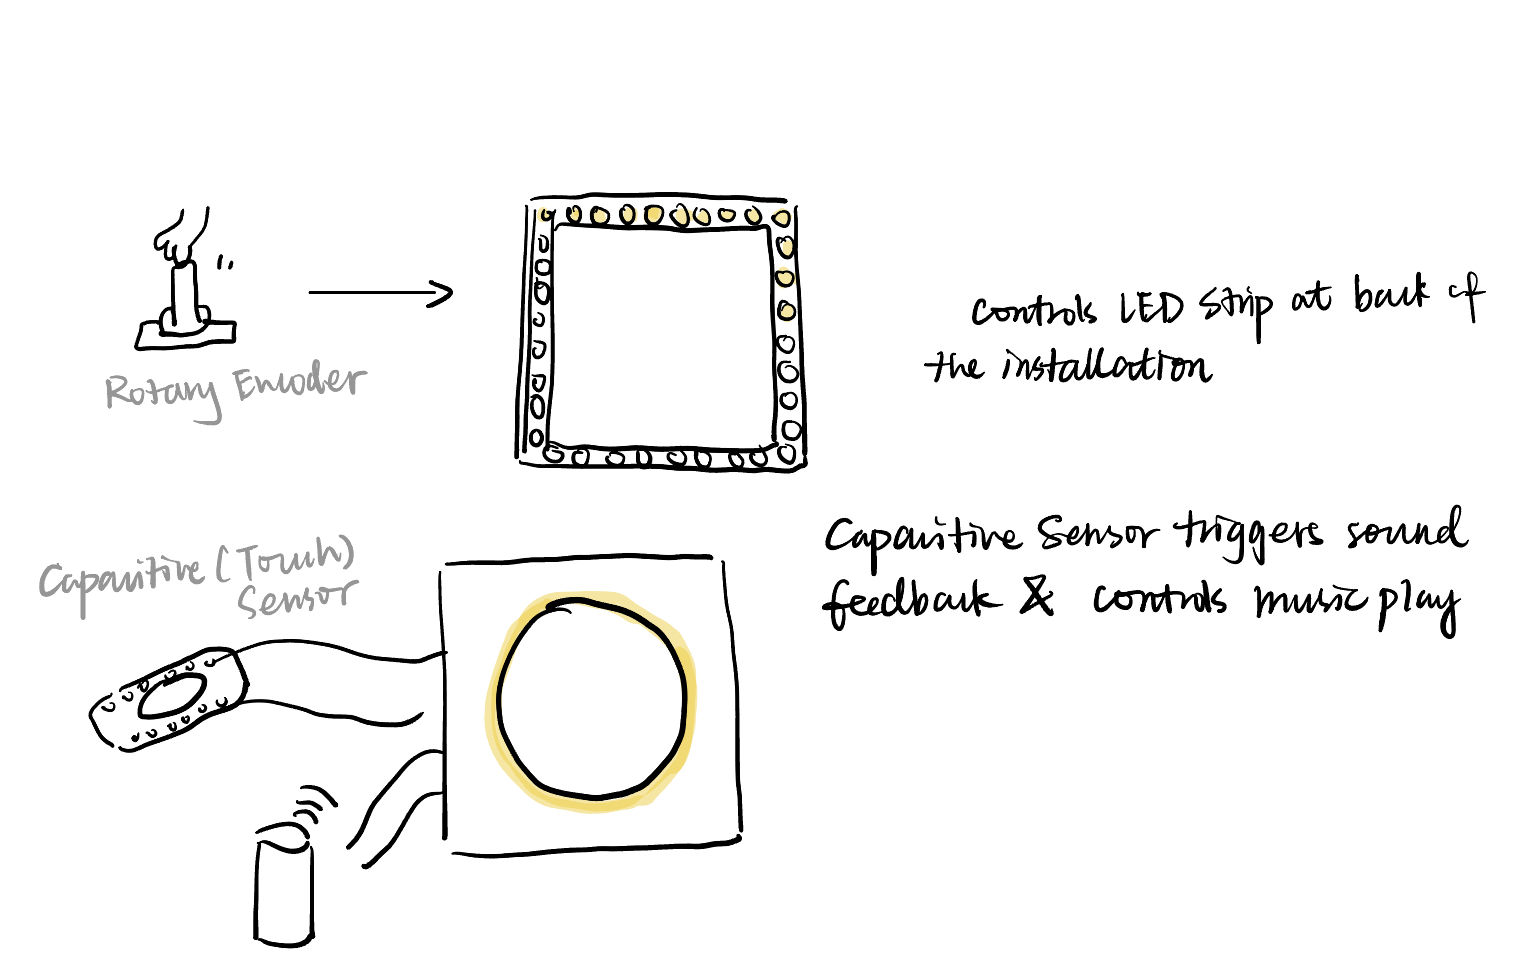 Controls LED strip at back of
the installation
Rotary Encoder
Capacitive (Touch)
Sensor
Capacitive Sensor triggers sound
feedback & controls music play